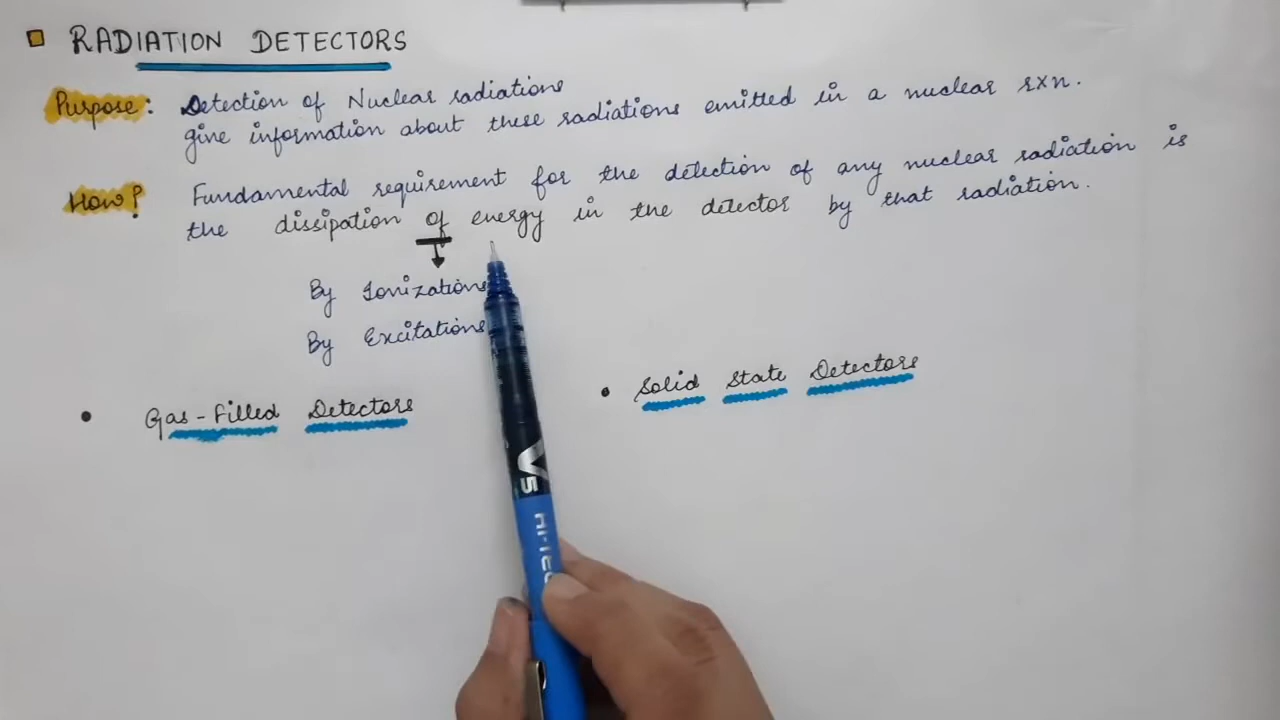 RADIATION DETECTORS
Purpose: Detection of Nuclear radiations
give information about these radiations emitted in a nuclear rxn.
How? Fundamental requirement for the detection of any nuclear radiation is
the dissipation of energy in the detector by that radiation.
By Ionizations
By Excitations
• Gas-Filled Detectors
• Solid State Detectors
V5
HI-TEC